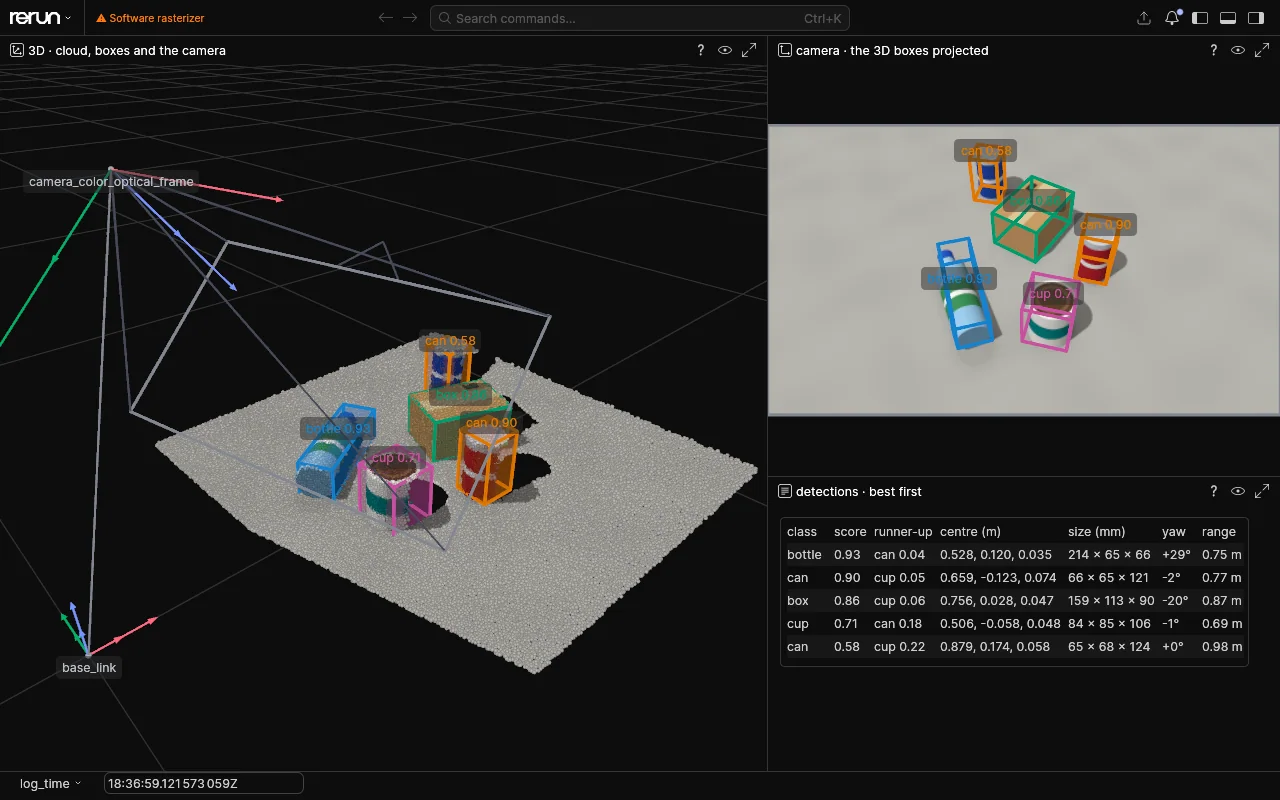 rerun
Software rasterizer
Search commands...
Ctrl+K
3D · cloud, boxes and the camera
?
camera_color_optical_frame
can 0.58
can 0.90
bottle 0.93
cup 0.71
base_link
camera · the 3D boxes projected
?
can 0.58
can 0.90
cup 0.71
detections · best first
?
class score runner-up centre (m) size (mm) yaw range
bottle 0.93 can 0.04 0.528, 0.120, 0.035 214 × 65 × 66 +29° 0.75 m
can 0.90 cup 0.05 0.659, -0.123, 0.074 66 × 65 × 121 -2° 0.77 m
box 0.86 cup 0.06 0.756, 0.028, 0.047 159 × 113 × 90 -20° 0.87 m
cup 0.71 can 0.18 0.506, -0.058, 0.048 84 × 85 × 106 -1° 0.69 m
can 0.58 cup 0.22 0.879, 0.174, 0.058 65 × 68 × 124 +0° 0.98 m
log_time
18:36:59.121 573 059Z